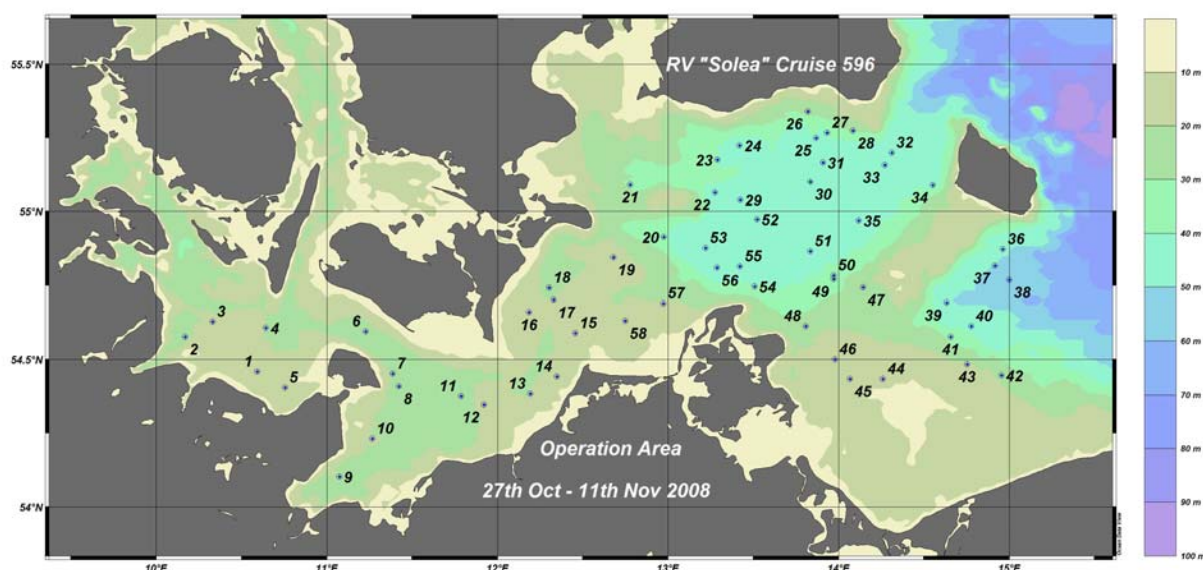 RV "Solea" Cruise 596
55.5°N
10 m
26
27
20 m
25
28
32
24
23
31
33
30 m
21
30
34
55°N
22
29
52
35
40 m
20
53
51
36
55
19
50
37
50 m
18
56
54
49
47
38
57
3
17
39
40
48
60 m
6
16
15
58
4
2
41
46
54.5°N
1
7
14
44
43
42
5
11
13
45
70 m
8
12
10
Operation Area
80 m
9
27th Oct - 11th Nov 2008
54°N
90 m
100 m
Ocean Data View
10°E
11°E
12°E
13°E
14°E
15°E